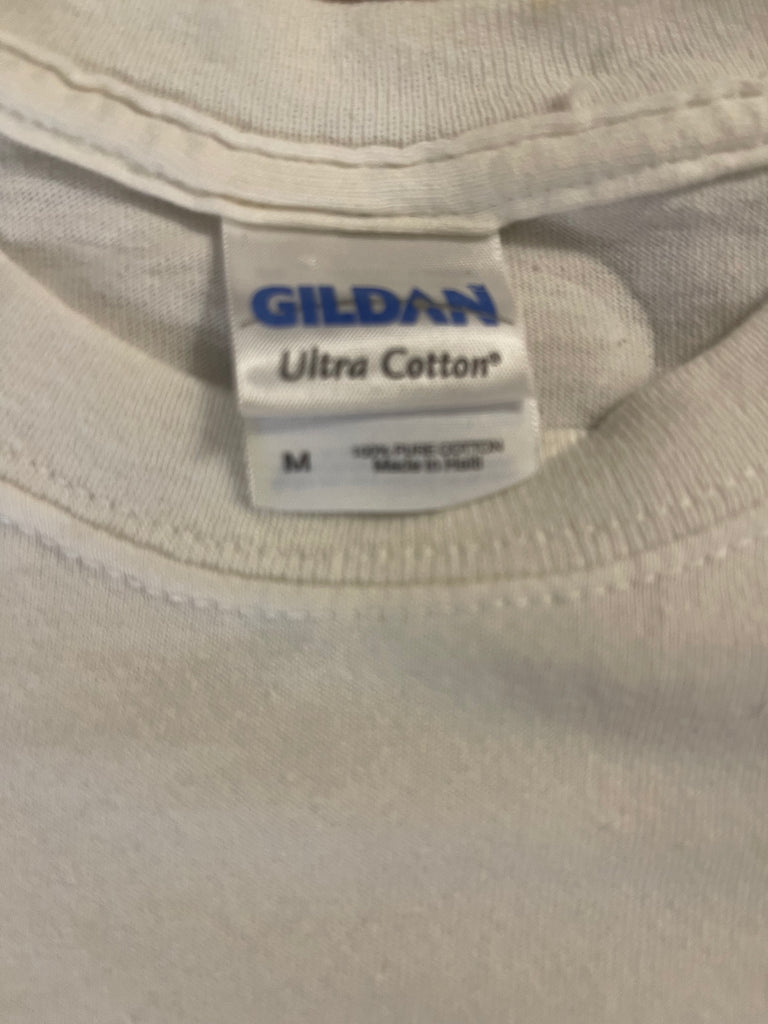 GILDAN
Ultra Cotton®
M
100% PURE COTTON
Made in Haiti